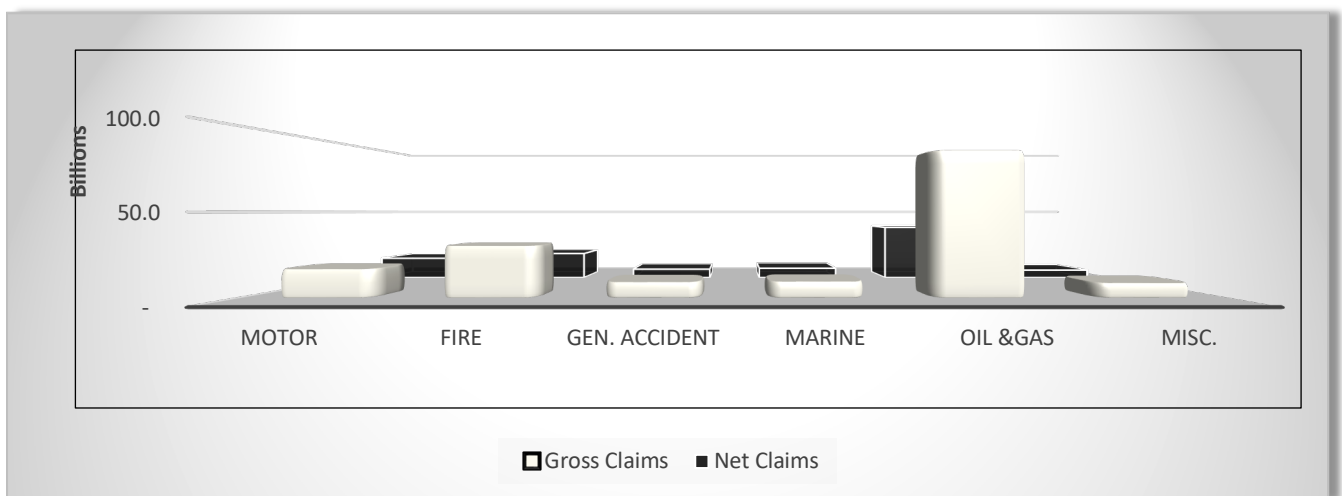 Billions
100.0
50.0
-
MOTOR FIRE GEN. ACCIDENT MARINE OIL &GAS MISC.
Gross Claims Net Claims